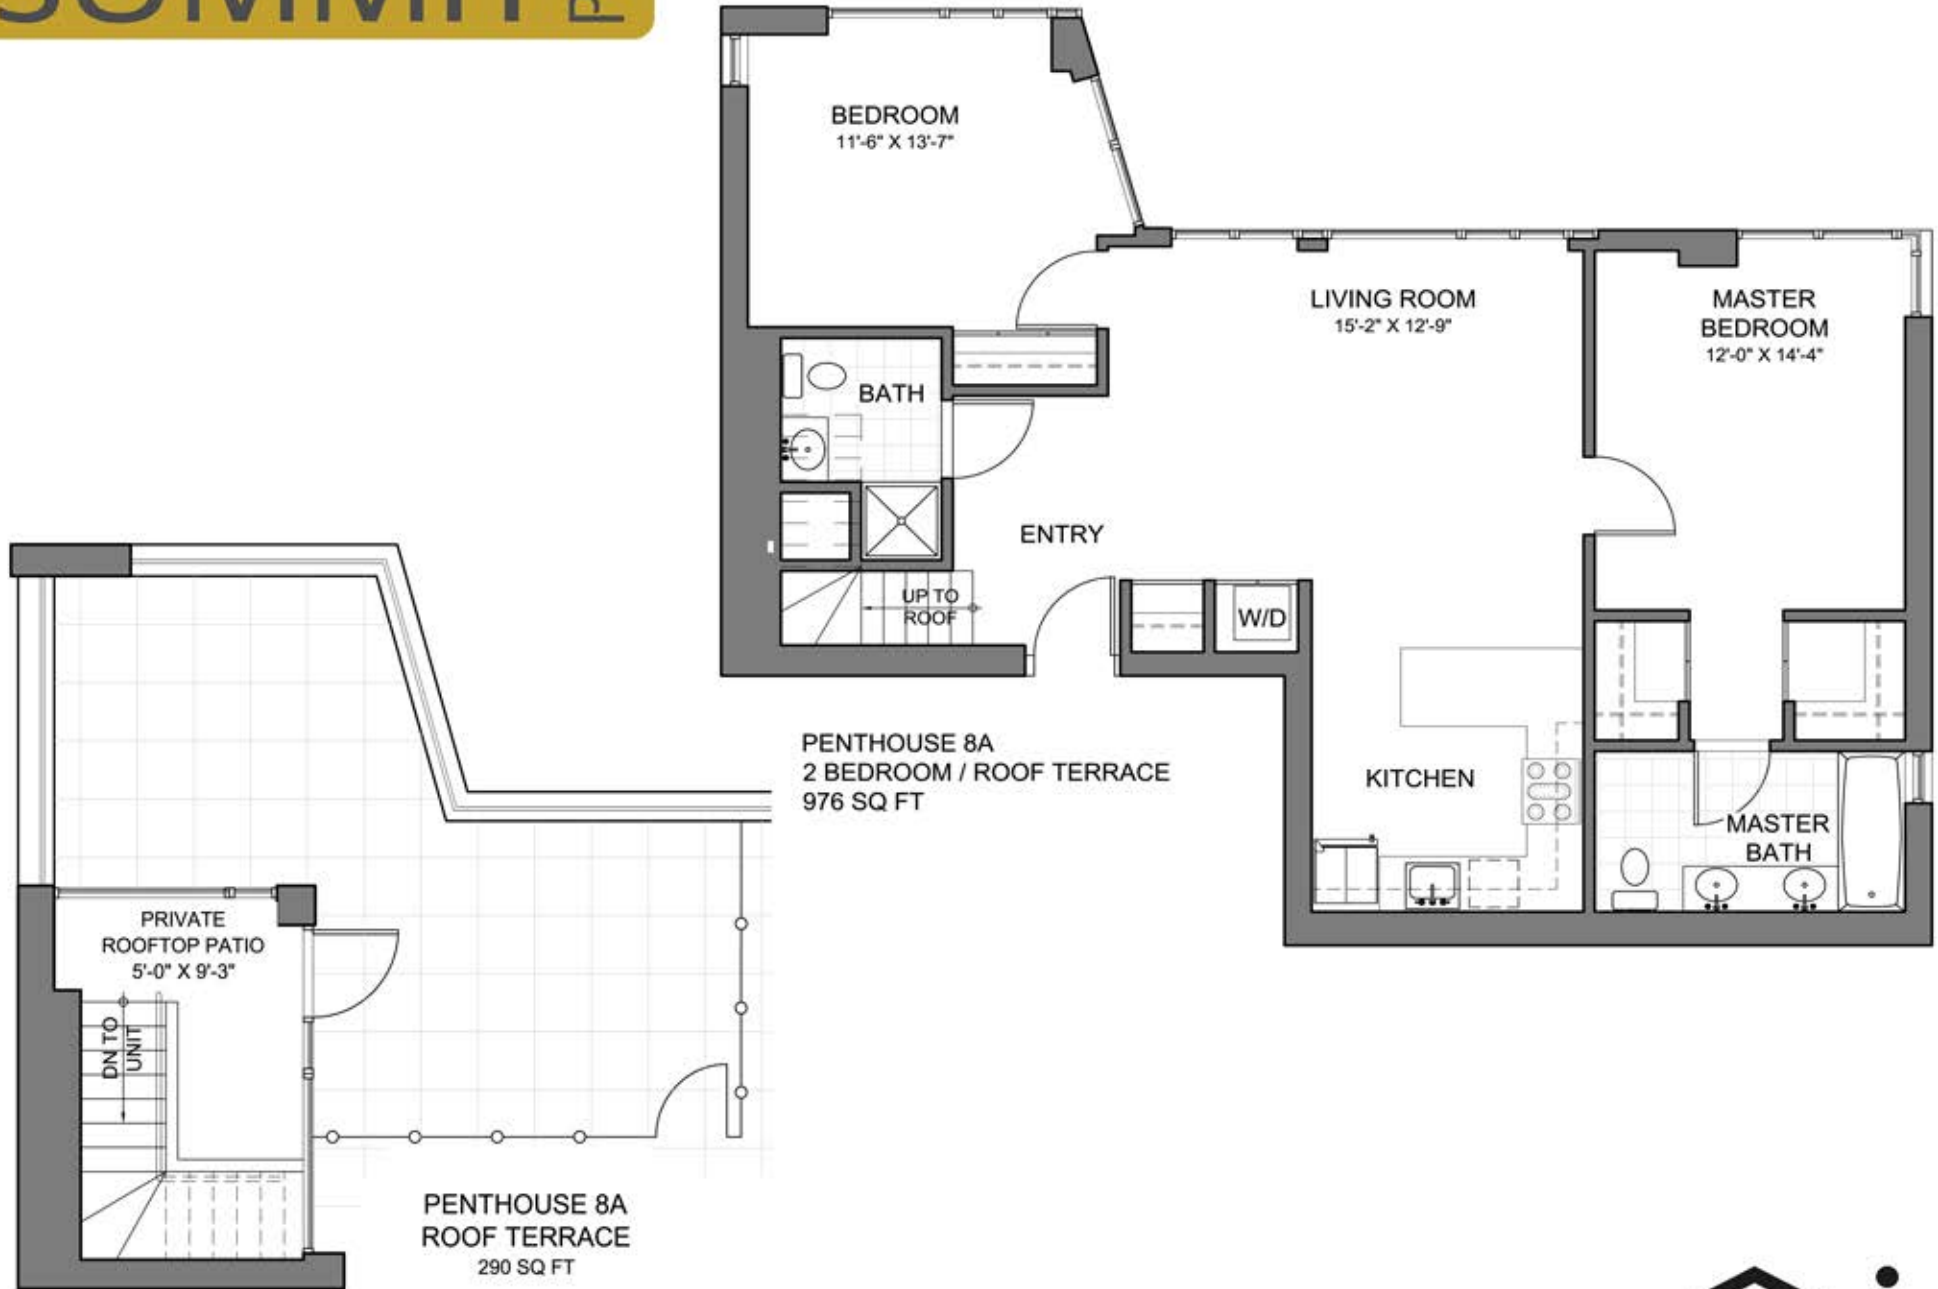 BEDROOM
11'-6" X 13'-7"
LIVING ROOM
15'-2" X 12'-9"
MASTER
BEDROOM
12'-0" X 14'-4"
BATH
ENTRY
UP TO
ROOF
W/D
KITCHEN
MASTER
BATH
PENTHOUSE 8A
2 BEDROOM / ROOF TERRACE
976 SQ FT
PRIVATE
ROOFTOP PATIO
5'-0" X 9'-3"
DN TO
UNIT
PENTHOUSE 8A
ROOF TERRACE
290 SQ FT